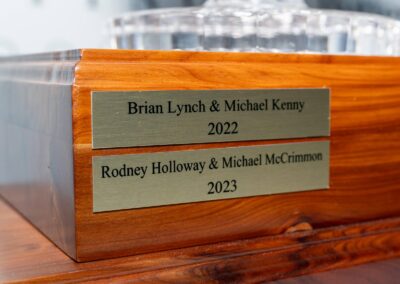 Brian Lynch & Michael Kenny
2022
Rodney Holloway & Michael McCrimmon
2023